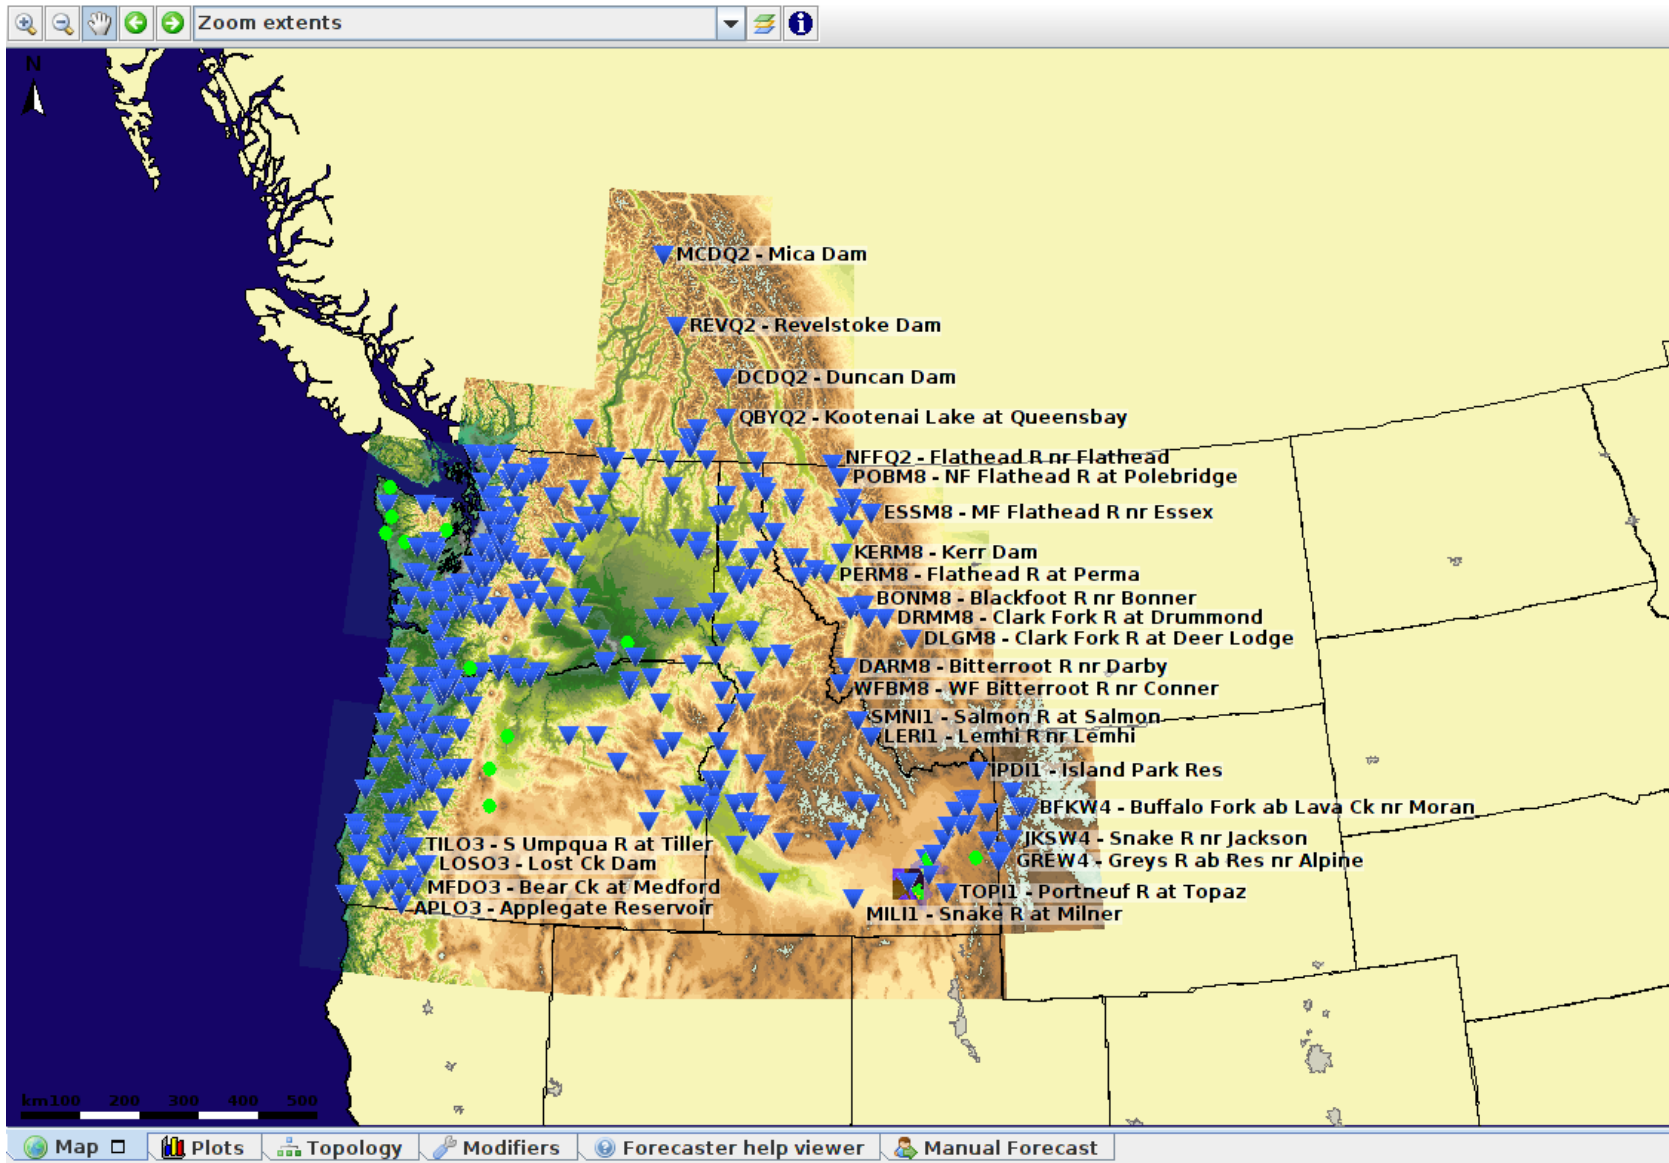 Zoom extents
N
MCDQ2 - Mica Dam
REVQ2 - Revelstoke Dam
DCDQ2 - Duncan Dam
QBYQ2 - Kootenai Lake at Queensbay
NFFQ2 - Flathead R nr Flathead
POBM8 - NF Flathead R at Polebridge
ESSM8 - MF Flathead R nr Essex
KERM8 - Kerr Dam
PERM8 - Flathead R at Perma
BONM8 - Blackfoot R nr Bonner
DRMM8 - Clark Fork R at Drummond
DLGM8 - Clark Fork R at Deer Lodge
DARM8 - Bitterroot R nr Darby
WFBM8 - WF Bitterroot R nr Conner
SMNI1 - Salmon R at Salmon
LERI1 - Lemhi R nr Lemhi
IPDI1 - Island Park Res
BFKW4 - Buffalo Fork ab Lava Ck nr Moran
JKSW4 - Snake R nr Jackson
TILO3 - S Umpqua R at Tiller
GREW4 - Greys R ab Res nr Alpine
LOSO3 - Lost Ck Dam
MFDO3 - Bear Ck at Medford
TOPI1 - Portneuf R at Topaz
APLO3 - Applegate Reservoir
MILI1 - Snake R at Milner
km100 200 300 400 500
Map Plots Topology Modifiers Forecaster help viewer Manual Forecast